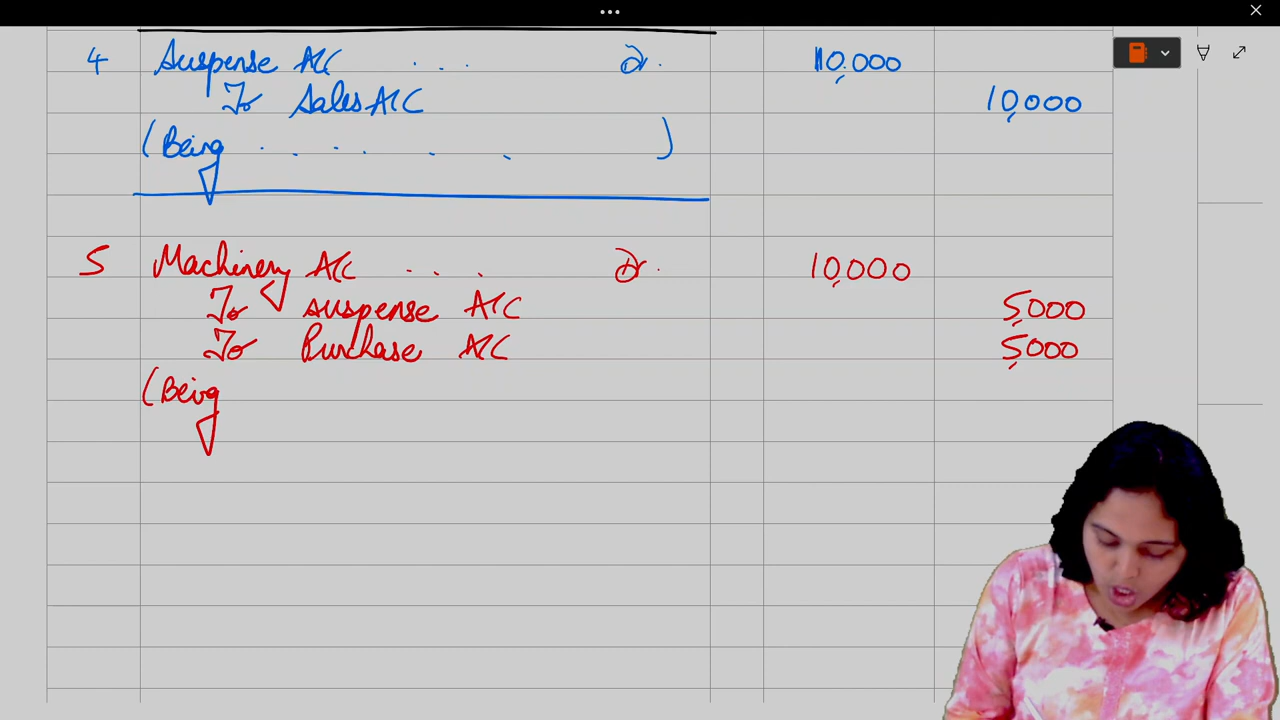 4 Suspense A/C . . . Dr. 10,000
To Sales A/C 10,000
(Being . . . . . . )
5 Machinery A/C . . . Dr. 10,000
To suspense A/C 5,000
To Purchase A/C 5,000
(Being